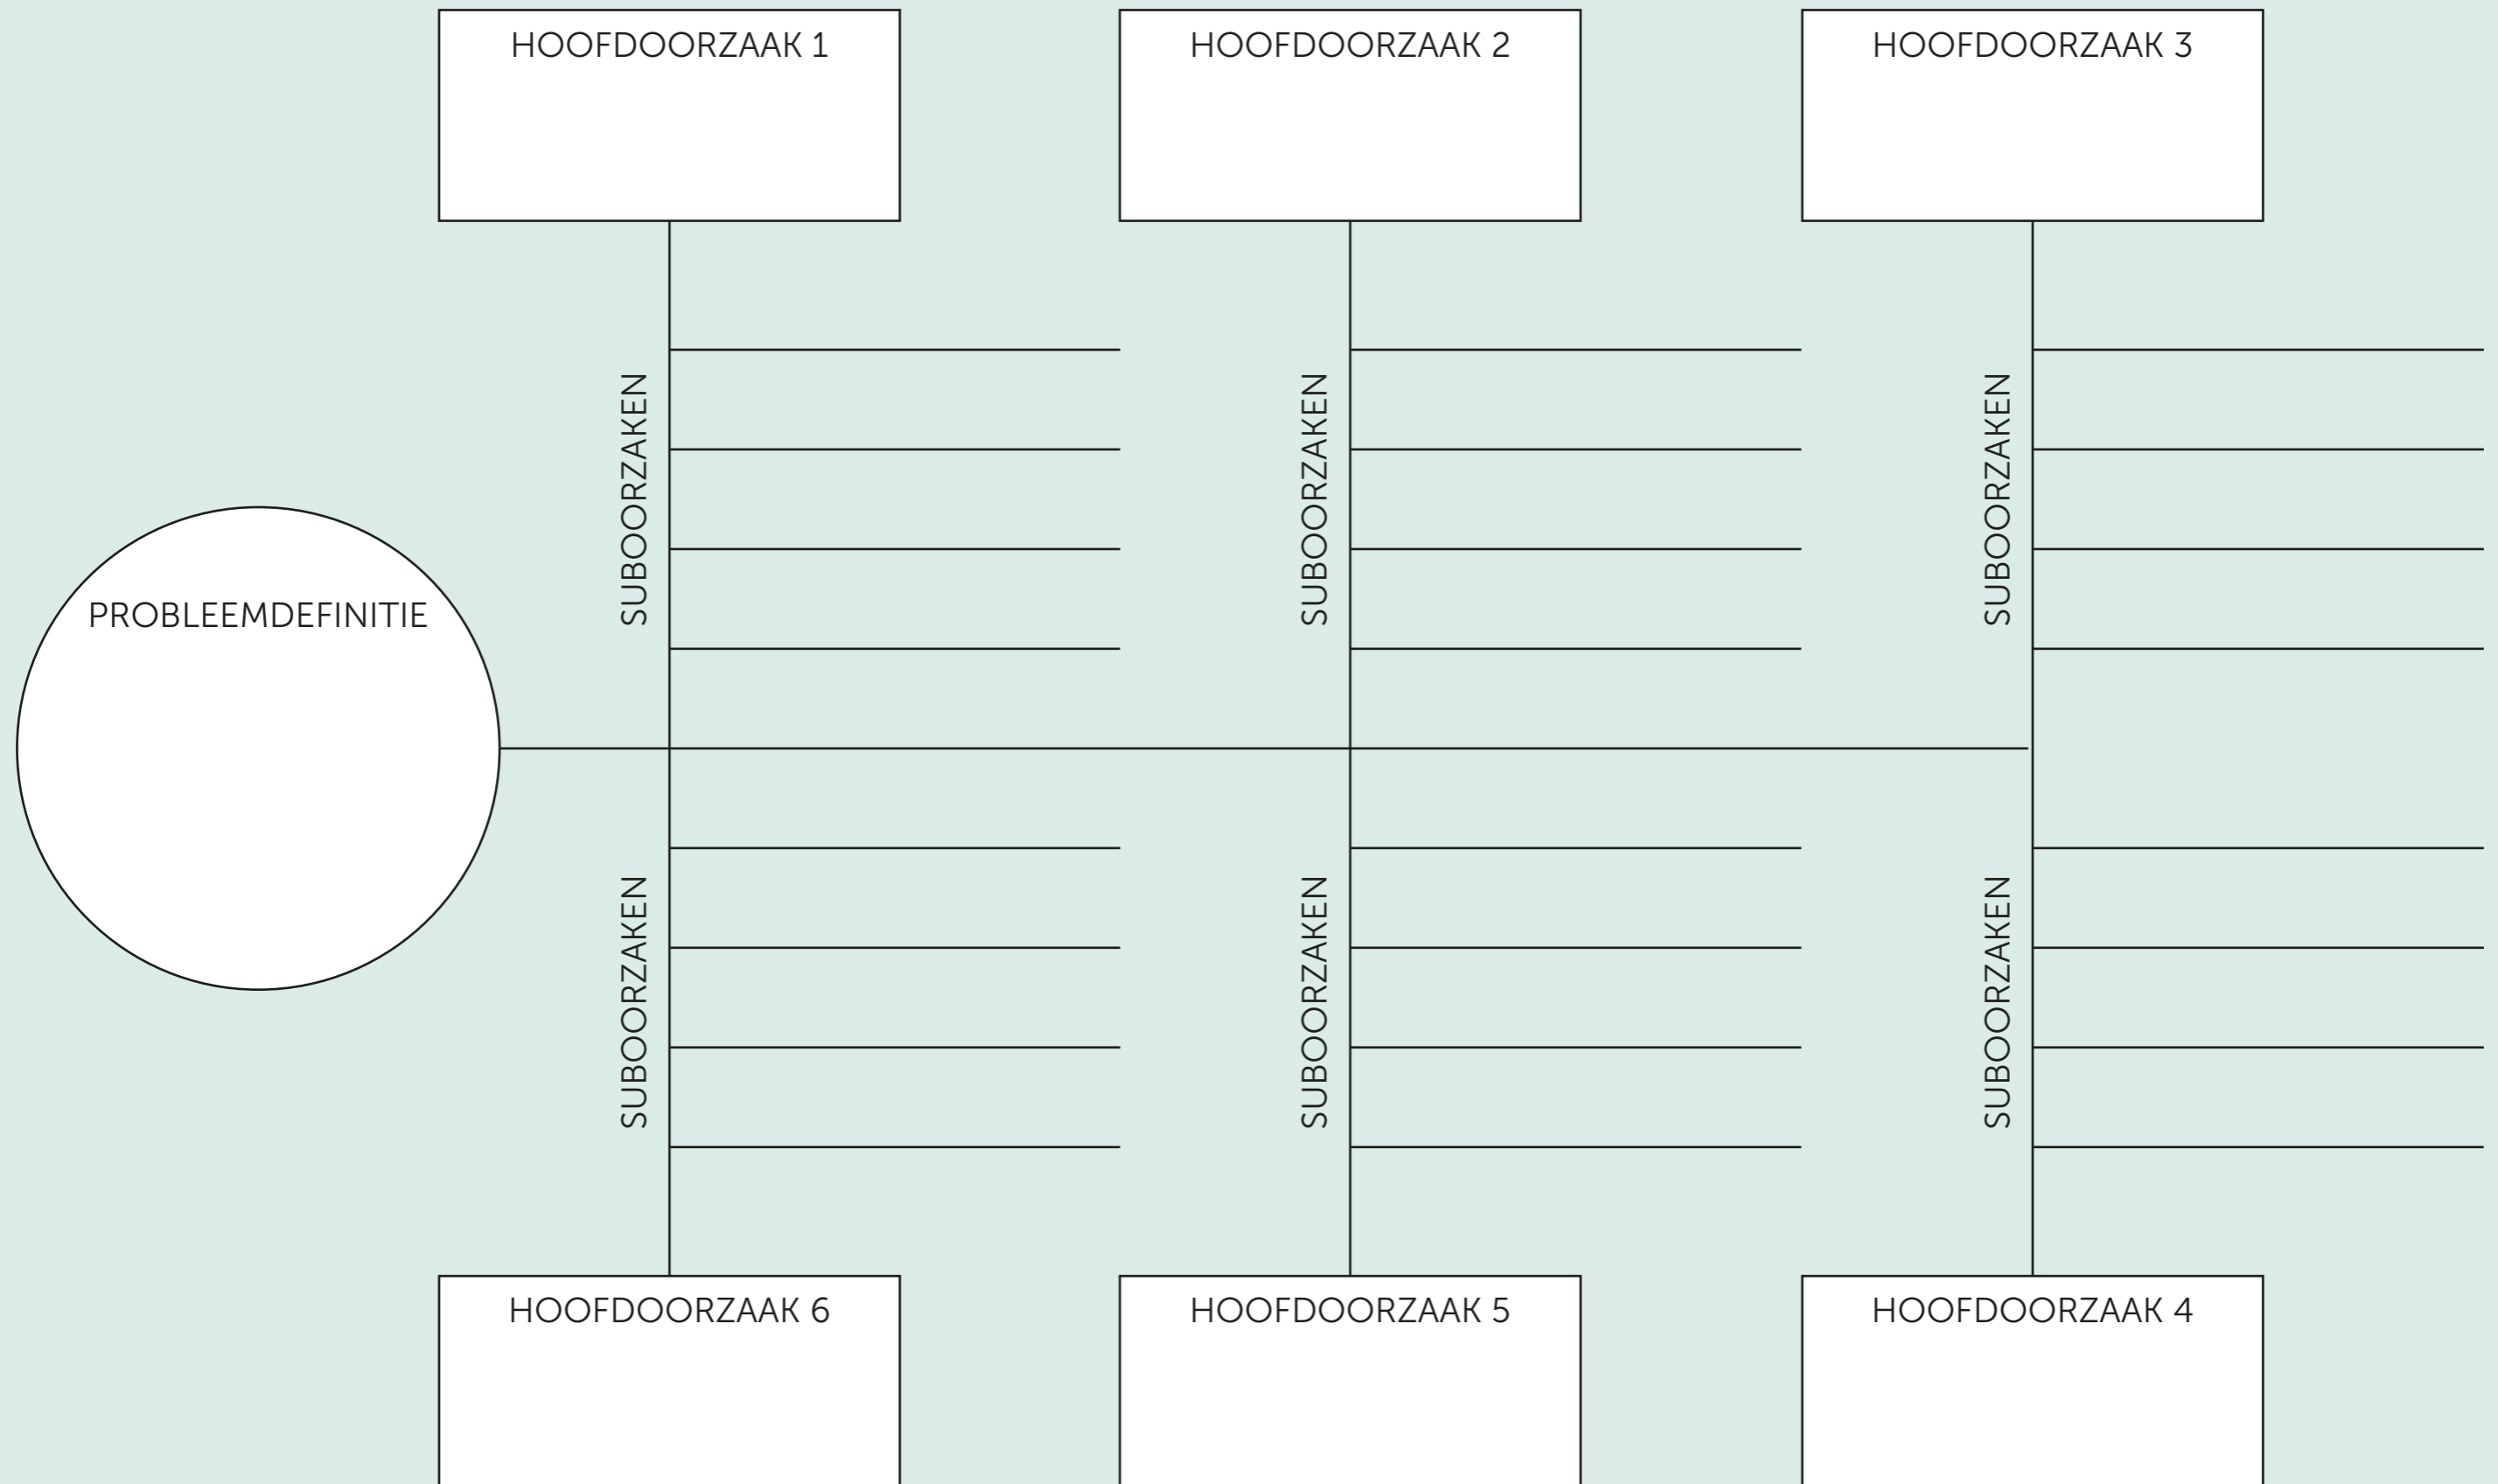 HOOFDOORZAAK 1
HOOFDOORZAAK 2
HOOFDOORZAAK 3
SUBOORZAKEN
SUBOORZAKEN
SUBOORZAKEN
PROBLEEMDEFINITIE
SUBOORZAKEN
SUBOORZAKEN
SUBOORZAKEN
HOOFDOORZAAK 6
HOOFDOORZAAK 5
HOOFDOORZAAK 4